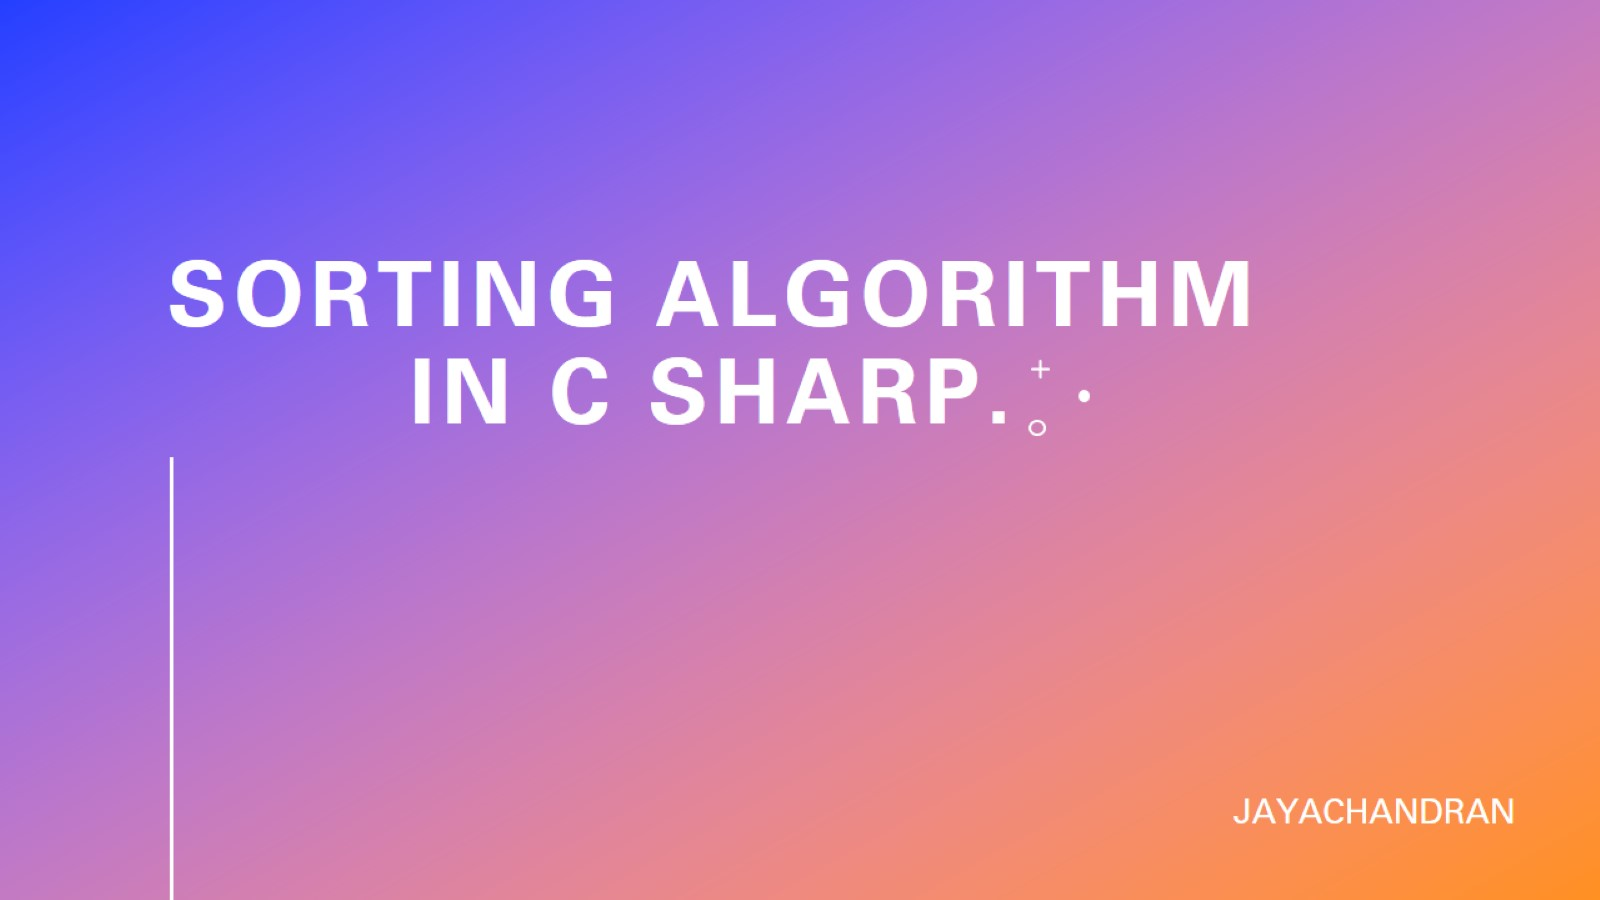 SORTING ALGORITHM
IN C SHARP.
JAYACHANDRAN